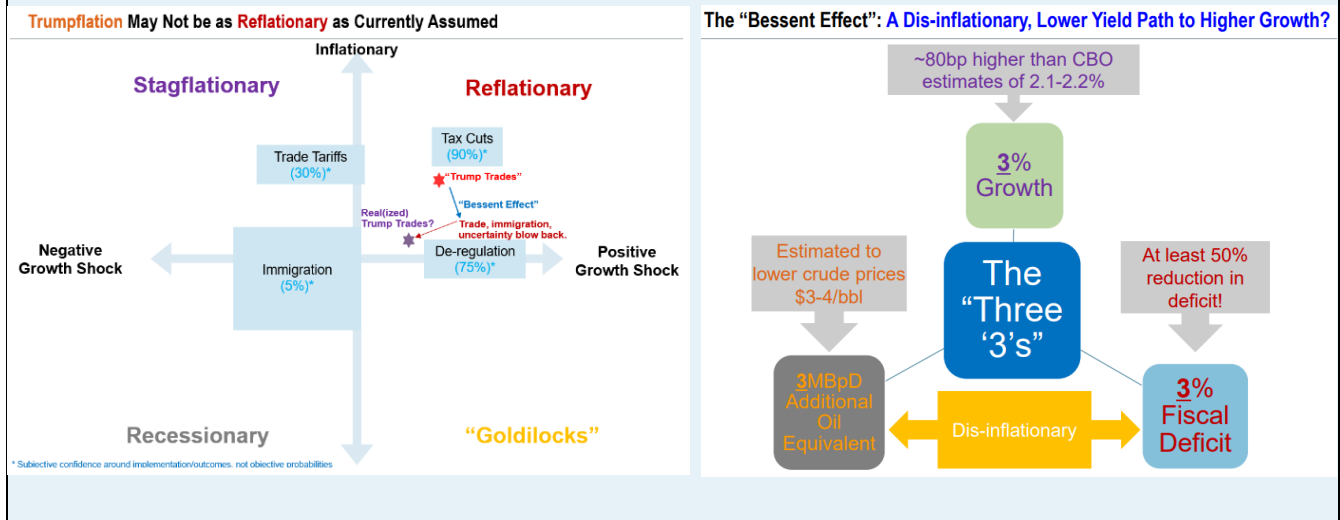 Trumpflation May Not be as Reflationary as Currently Assumed
Inflationary
Stagflationary
Reflationary
Trade Tariffs
(30%)*
Tax Cuts
(90%)*
"Trump Trades"
"Bessent Effect"
Real(ized)
Trump Trades?
Trade, immigration,
uncertainty blow back.
Negative
Growth Shock
Immigration
(5%)*
De-regulation
(75%)*
Positive
Growth Shock
Recessionary
"Goldilocks"
* Subjective confidence around implementation/outcomes, not objective probabilities
The "Bessent Effect": A Dis-inflationary, Lower Yield Path to Higher Growth?
~80bp higher than CBO
estimates of 2.1-2.2%
3%
Growth
Estimated to
lower crude prices
$3-4/bbl
The
"Three
'3's"
At least 50%
reduction in
deficit!
3MBpD
Additional
Oil
Equivalent
Dis-inflationary
3%
Fiscal
Deficit